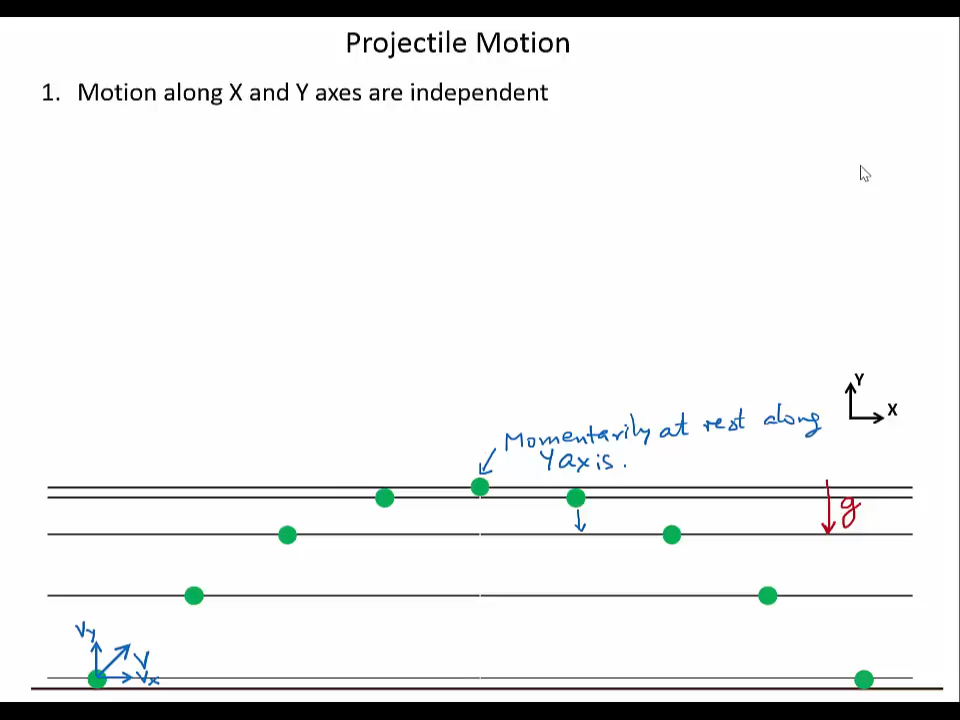 Projectile Motion
1. Motion along X and Y axes are independent
Y
X
Momentarily at rest along
Y axis.
g
Vy
V
Vx